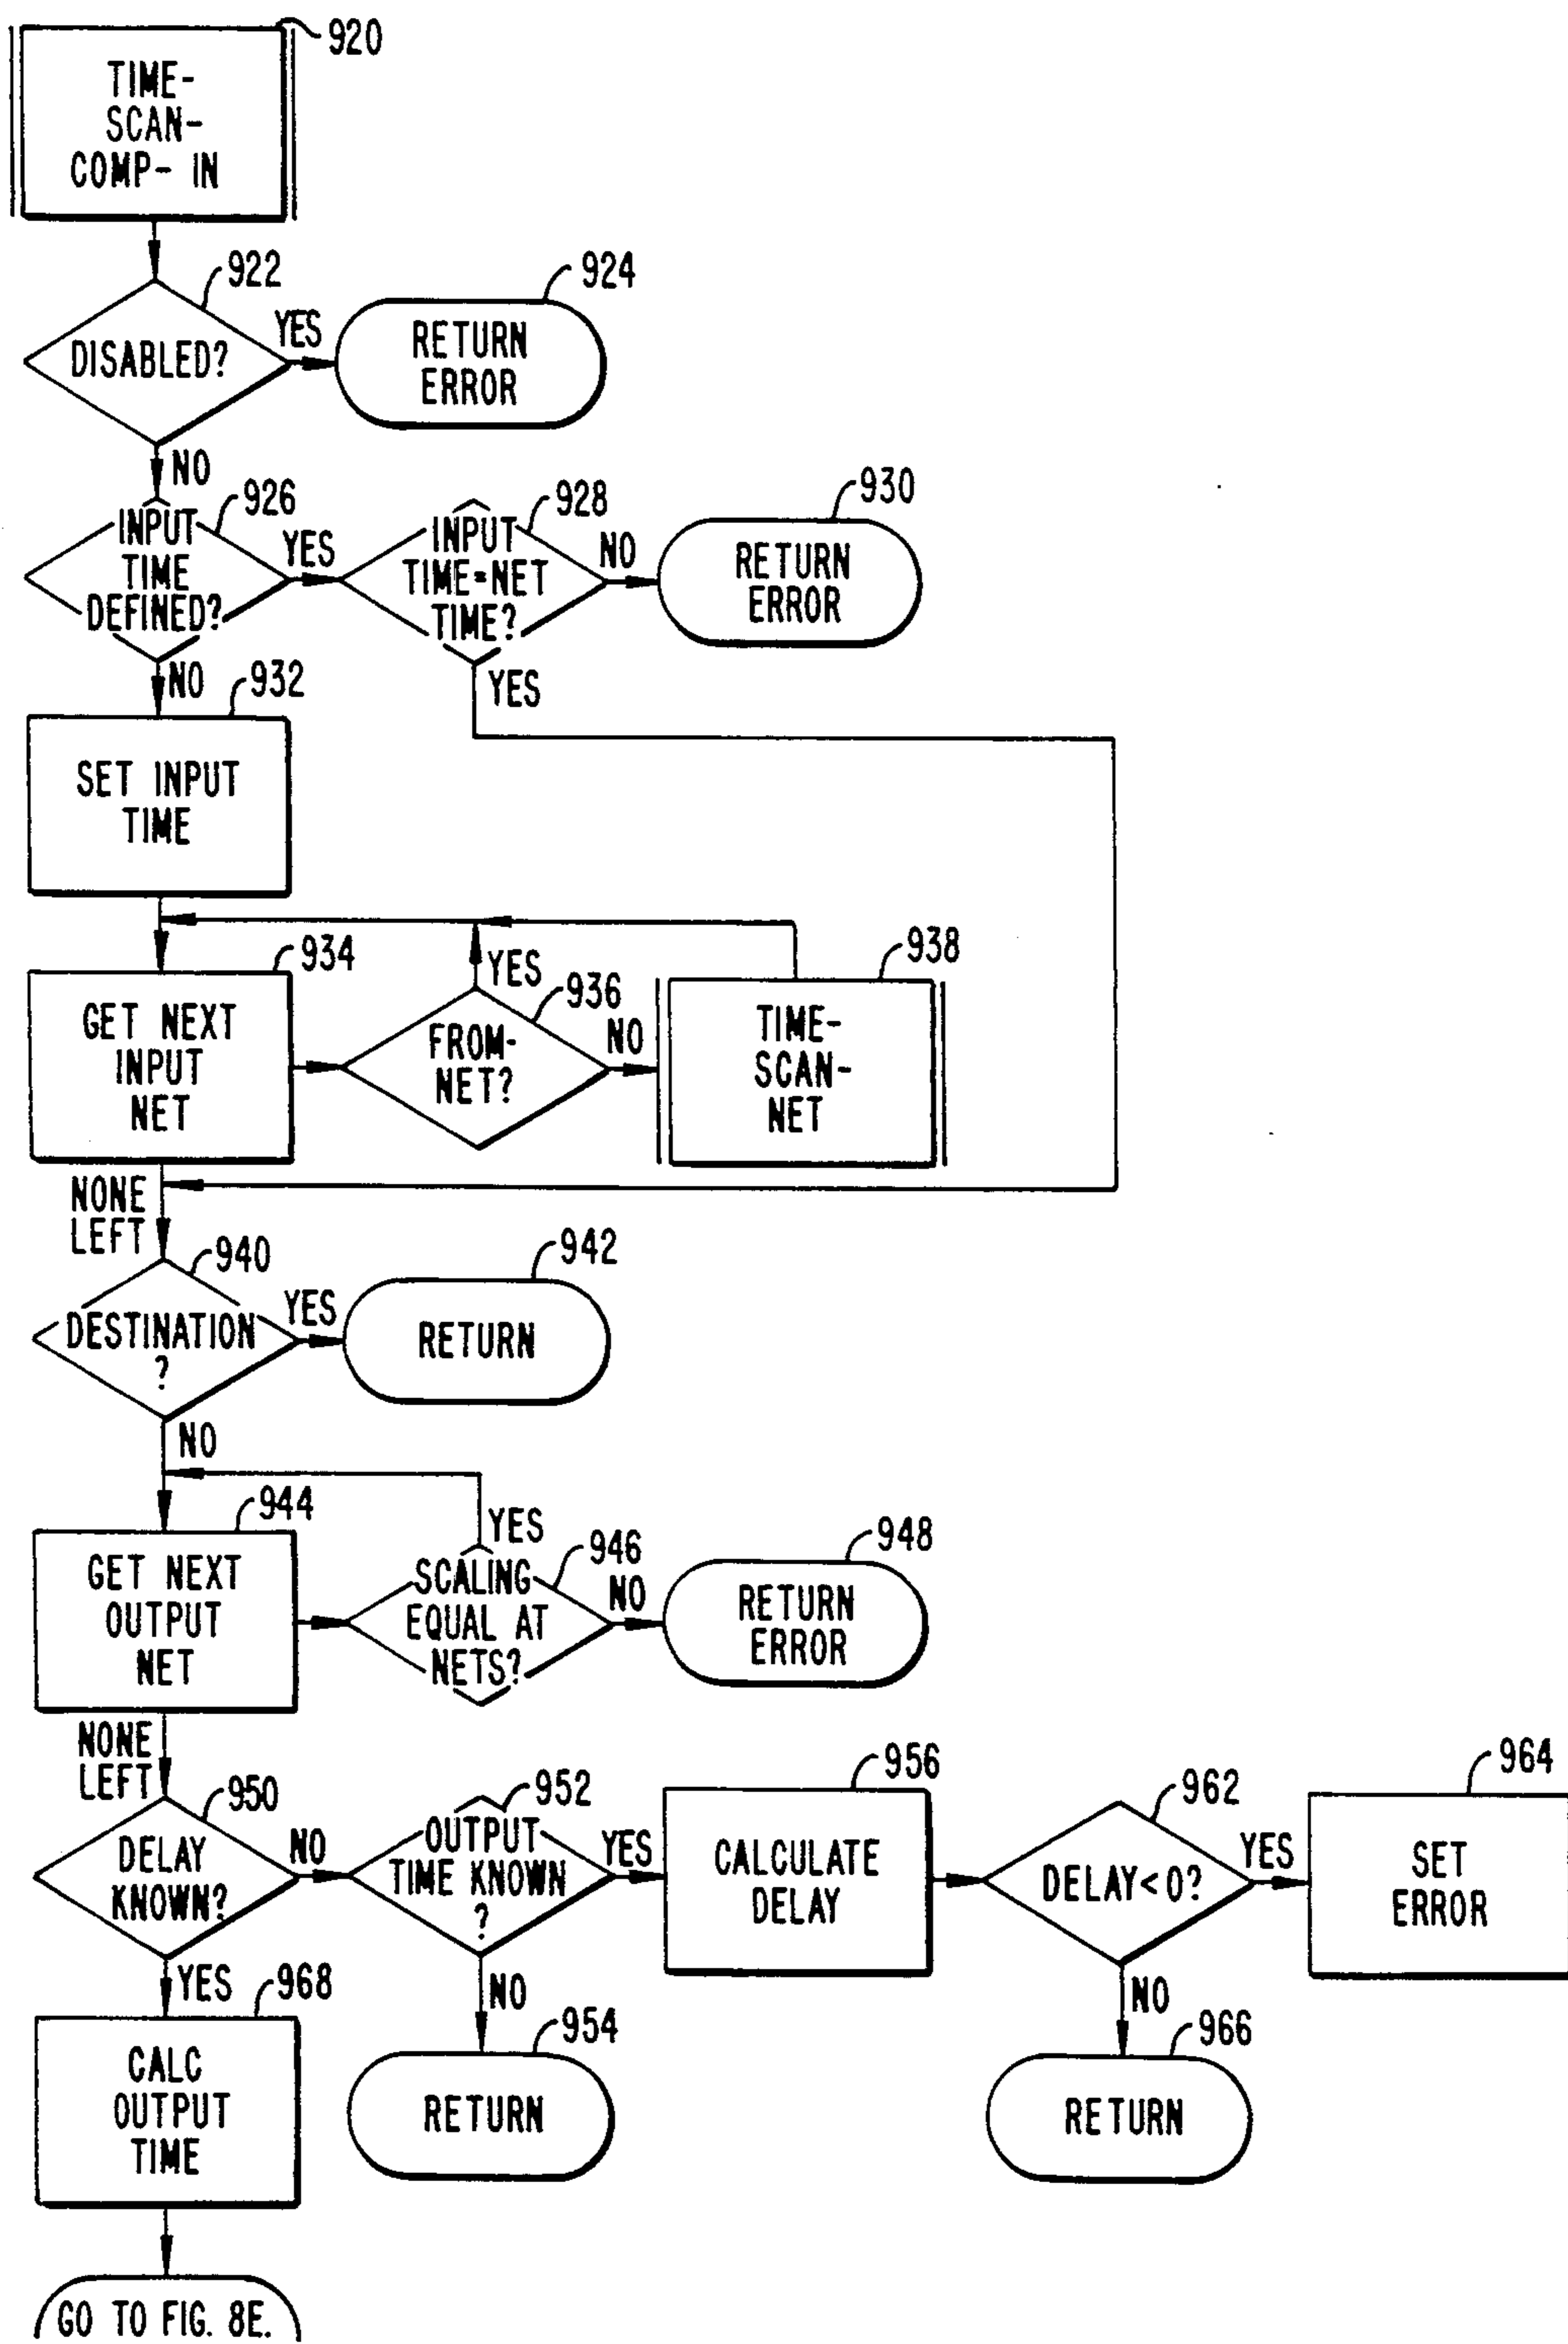 920
TIME-
SCAN-
COMP- IN
922
DISABLED?
YES
924
RETURN
ERROR
NO
926
INPUT
TIME
DEFINED?
YES
928
INPUT
TIME=NET
TIME?
NO
930
RETURN
ERROR
YES
NO
932
SET INPUT
TIME
934
GET NEXT
INPUT
NET
936
FROM-
NET?
YES
NO
938
TIME-
SCAN-
NET
NONE
LEFT
940
DESTINATION
?
YES
942
RETURN
NO
944
GET NEXT
OUTPUT
NET
946
SCALING
EQUAL AT
NETS?
YES
NO
948
RETURN
ERROR
NONE
LEFT
950
DELAY
KNOWN?
NO
952
OUTPUT
TIME KNOWN
?
YES
956
CALCULATE
DELAY
962
DELAY<0?
YES
964
SET
ERROR
NO
954
RETURN
NO
966
RETURN
YES
968
CALC
OUTPUT
TIME
GO TO FIG. 8E.